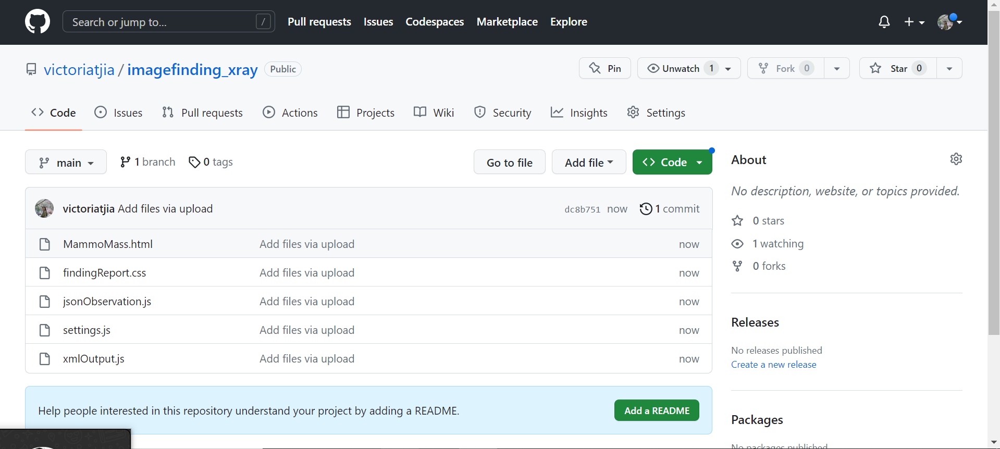 Search or jump to... / Pull requests Issues Codespaces Marketplace Explore
victoriatjia / imagefinding_xray Public Pin Unwatch 1 Fork 0 Star 0
Code Issues Pull requests Actions Projects Wiki Security Insights Settings
main 1 branch 0 tags Go to file Add file Code
victoriatjia Add files via upload dc8b751 now 1 commit
MammoMass.html Add files via upload now
findingReport.css Add files via upload now
jsonObservation.js Add files via upload now
settings.js Add files via upload now
xmlOutput.js Add files via upload now
Help people interested in this repository understand your project by adding a README. Add a README
About
No description, website, or topics provided.
0 stars
1 watching
0 forks
Releases
No releases published
Create a new release
Packages
No packages published